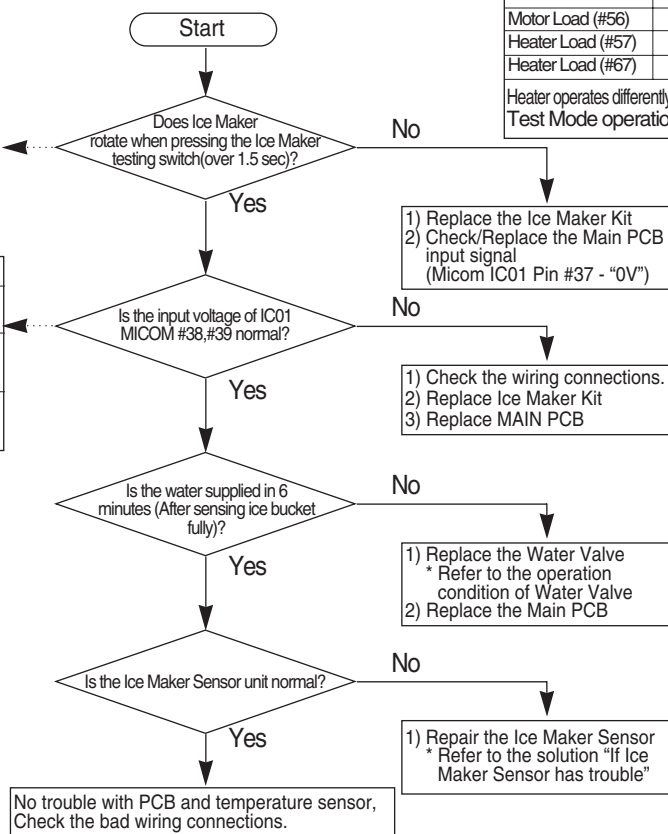 Start
Motor Load (#56)
Heater Load (#57)
Heater Load (#67)
Heater operates differently
Test Mode operatio
Does Ice Maker
rotate when pressing the Ice Maker
testing switch(over 1.5 sec)?
No
Yes
1) Replace the Ice Maker Kit
2) Check/Replace the Main PCB
input signal
(Micom IC01 Pin #37 - “0V”)
Is the input voltage of IC01
MICOM #38,#39 normal?
No
Yes
1) Check the wiring connections.
2) Replace Ice Maker Kit
3) Replace MAIN PCB
Is the water supplied in 6
minutes (After sensing ice bucket
fully)?
No
Yes
1) Replace the Water Valve
* Refer to the operation
condition of Water Valve
2) Replace the Main PCB
Is the Ice Maker Sensor unit normal?
No
Yes
1) Repair the Ice Maker Sensor
* Refer to the solution “If Ice
Maker Sensor has trouble”
No trouble with PCB and temperature sensor,
Check the bad wiring connections.